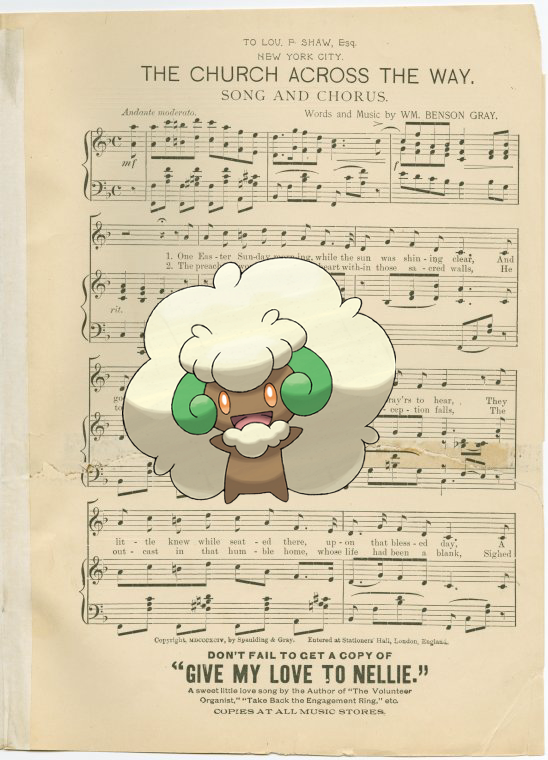 TO LOU. P. SHAW, Esq.
NEW YORK CITY.
THE CHURCH ACROSS THE WAY.
SONG AND CHORUS.
Andante moderato.
Words and Music by WM. BENSON GRAY.
mf
f
1. One Eas - ter Sun-day ing, while the sun was shin - ing clear, And
2. The preach with-in those sa - cred walls, He
rit.
ray'rs to hear, They
cep - tion falls, The
lit - tle knew while seat - ed there, up - on that bless - ed day, A
out - cast in that hum - ble home, whose life had been a blank, Sighed
Copyright, MDCCCXCIV, by Spaulding & Gray. Entered at Stationers' Hall, London, England.
DON'T FAIL TO GET A COPY OF
"GIVE MY LOVE TO NELLIE."
A sweet little love song by the Author of "The Volunteer
Organist," "Take Back the Engagement Ring," etc.
COPIES AT ALL MUSIC STORES.